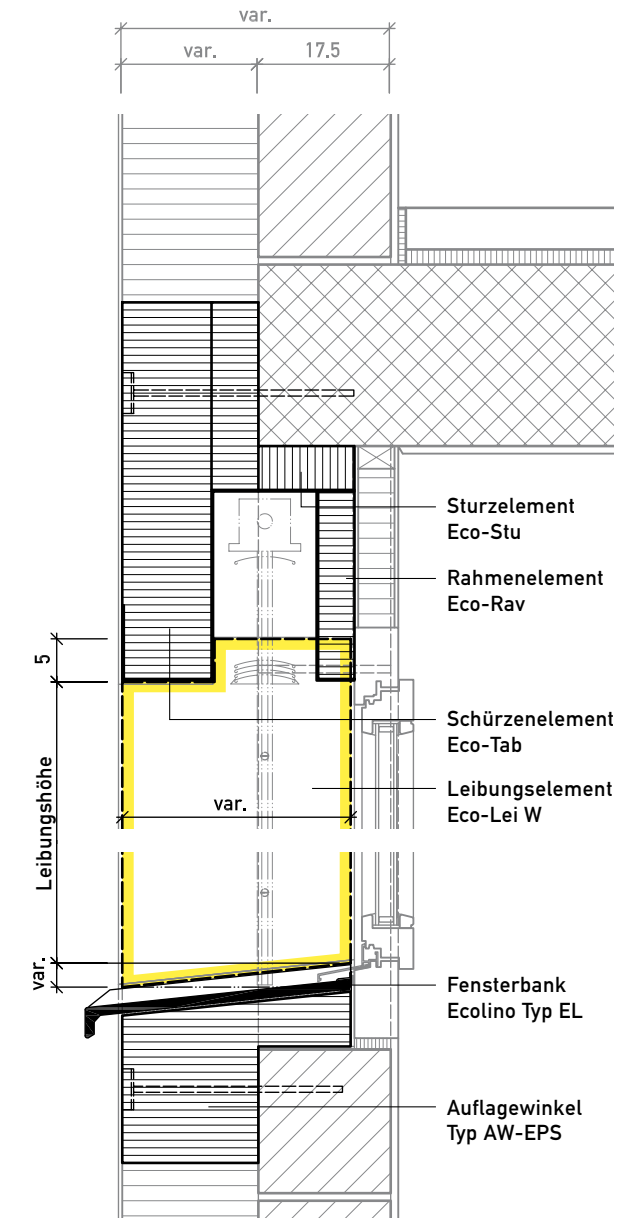 var.
var.
17.5
Sturzelement
Eco-Stu
Rahmenelement
Eco-Rav
5
Schürzenelement
Eco-Tab
Leibungselement
Eco-Lei W
var.
Leibungshöhe
var.
Fensterbank
Ecolino Typ EL
Auflagewinkel
Typ AW-EPS